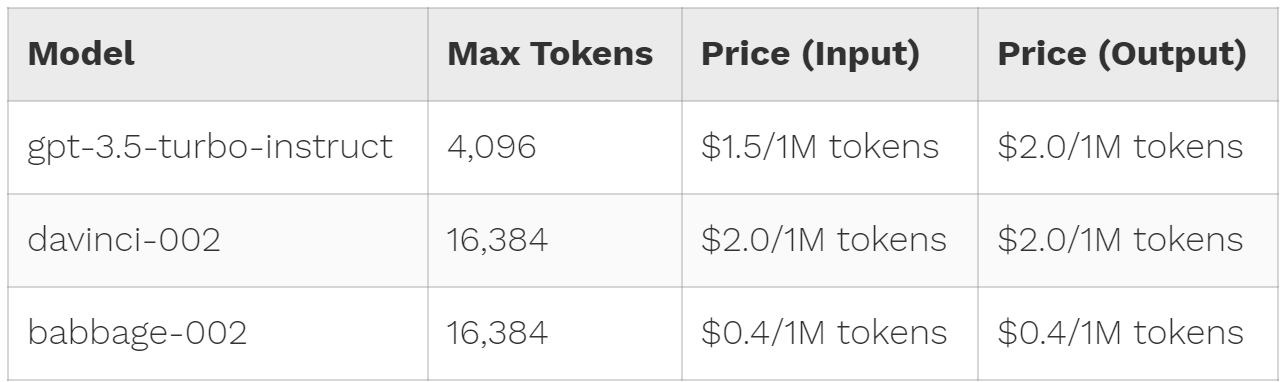 Model Max Tokens Price (Input) Price (Output)
gpt-3.5-turbo-instruct 4,096 $1.5/1M tokens $2.0/1M tokens
davinci-002 16,384 $2.0/1M tokens $2.0/1M tokens
babbage-002 16,384 $0.4/1M tokens $0.4/1M tokens